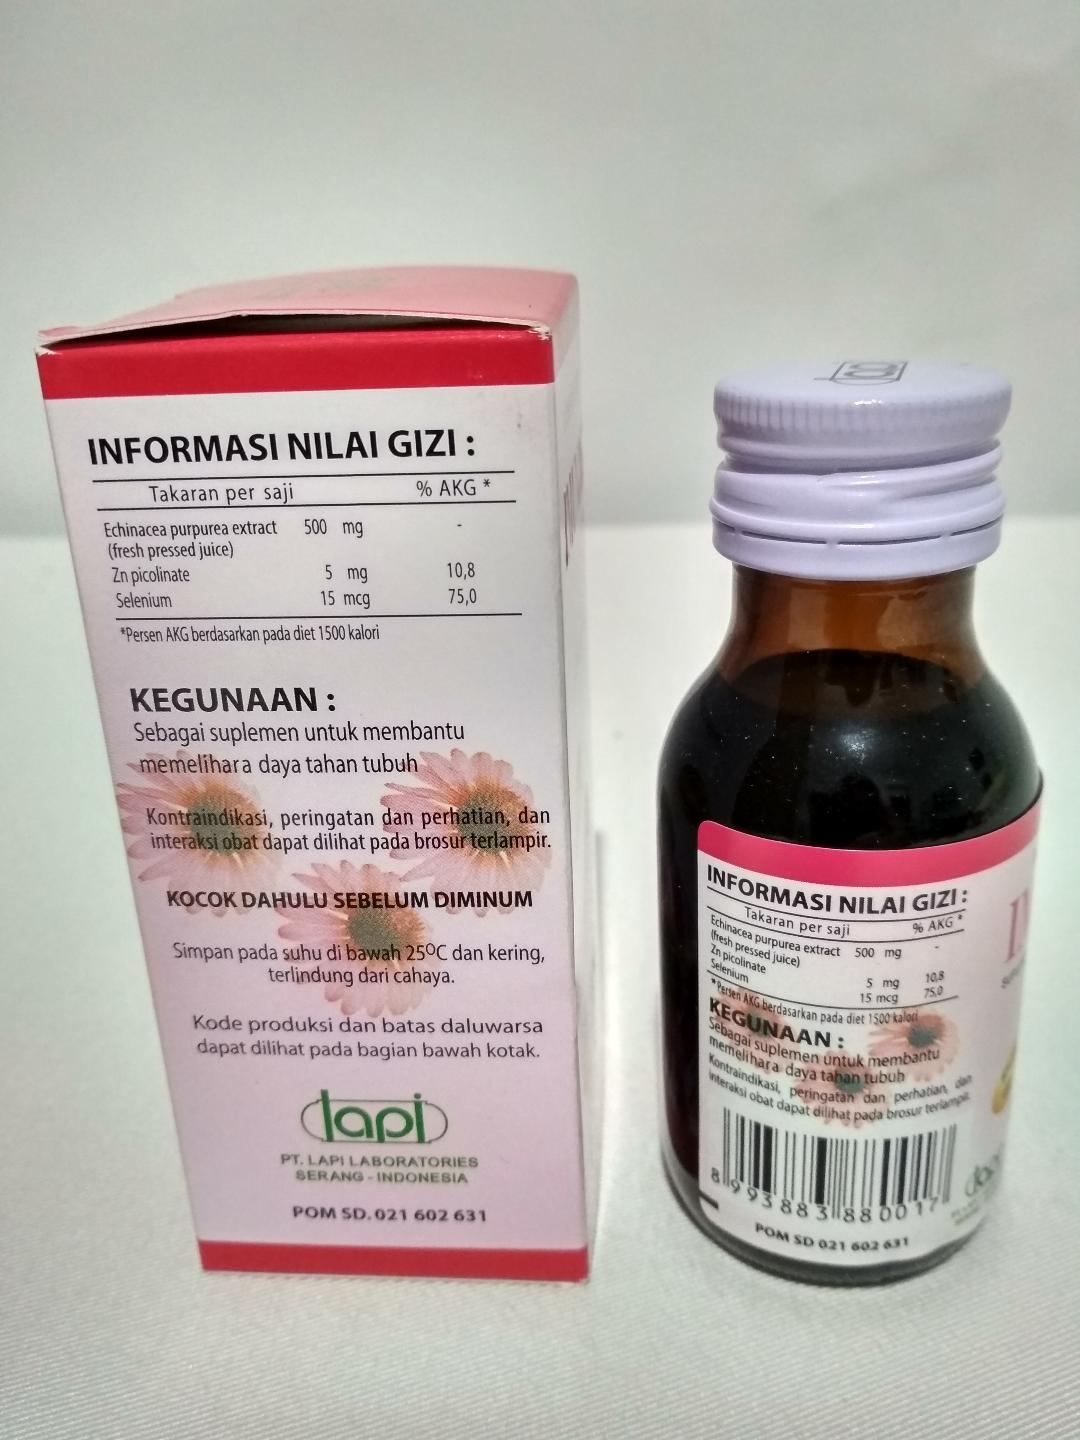 INFORMASI NILAI GIZI :
Takaran per saji % AKG *
Echinacea purpurea extract 500 mg -
(fresh pressed juice)
Zn picolinate 5 mg 10,8
Selenium 15 mcg 75,0
*Persen AKG berdasarkan pada diet 1500 kalori
KEGUNAAN :
Sebagai suplemen untuk membantu
memelihara daya tahan tubuh
Kontraindikasi, peringatan dan perhatian, dan
interaksi obat dapat dilihat pada brosur terlampir.
KOCOK DAHULU SEBELUM DIMINUM
Simpan pada suhu di bawah 25ºC dan kering,
terlindung dari cahaya.
Kode produksi dan batas daluwarsa
dapat dilihat pada bagian bawah kotak.
lapi
PT. LAPI LABORATORIES
SERANG - INDONESIA
POM SD. 021 602 631
INFORMASI NILAI GIZI :
Takaran per saji % AKG *
Echinacea purpurea extract 500 mg -
(fresh pressed juice)
Zn picolinate 5 mg 10,8
Selenium 15 mcg 75,0
*Persen AKG berdasarkan pada diet 1500 kalori
KEGUNAAN :
Sebagai suplemen untuk membantu
memelihara daya tahan tubuh
Kontraindikasi, peringatan dan perhatian, dan
interaksi obat dapat dilihat pada brosur terlampir.
8 993883 880017
POM SD 021 602 631